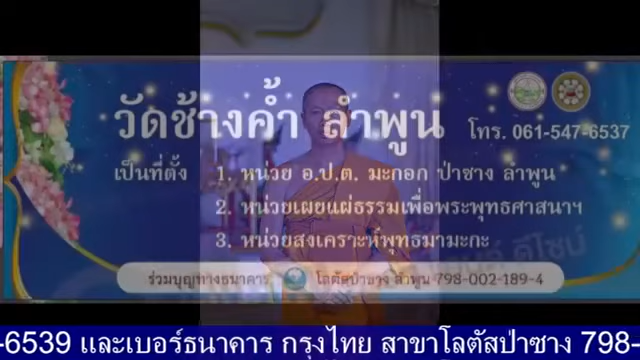 วัดช้างค้ำ ลำพูน
โทร. 061-547-6537
เป็นที่ตั้ง 1. หน่วย อ.ป.ต. มะกอก ป่าซาง ลำพูน
2. หน่วยเผยแผ่ธรรมเพื่อพระพุทธศาสนาฯ
3. หน่วยสงเคราะห์พุทธมามะกะ
ร่วมบุญทางธนาคาร โลตัสป่าซาง ลำพูน 798-002-189-4
ดีไซน์
-6539 และเบอร์ธนาคาร กรุงไทย สาขาโลตัสป่าซาง 798-